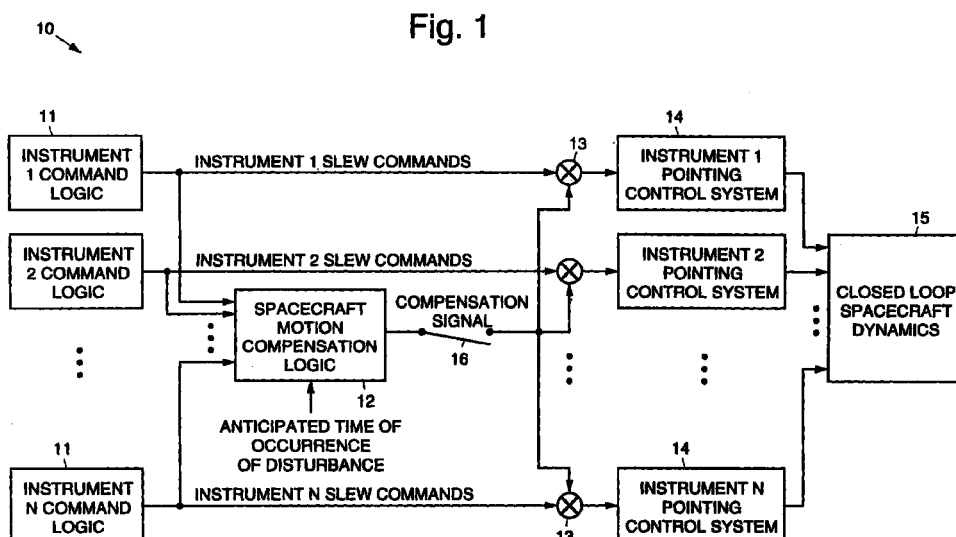 Fig. 1
10
11
INSTRUMENT
1 COMMAND
LOGIC
INSTRUMENT 1 SLEW COMMANDS
13
14
INSTRUMENT 1
POINTING
CONTROL SYSTEM
15
CLOSED LOOP
SPACECRAFT
DYNAMICS
11
INSTRUMENT
2 COMMAND
LOGIC
INSTRUMENT 2 SLEW COMMANDS
INSTRUMENT 2
POINTING
CONTROL SYSTEM
SPACECRAFT
MOTION
COMPENSATION
LOGIC
12
COMPENSATION
SIGNAL
16
ANTICIPATED TIME OF
OCCURRENCE
OF DISTURBANCE
11
INSTRUMENT
N COMMAND
LOGIC
INSTRUMENT N SLEW COMMANDS
13
14
INSTRUMENT N
POINTING
CONTROL SYSTEM